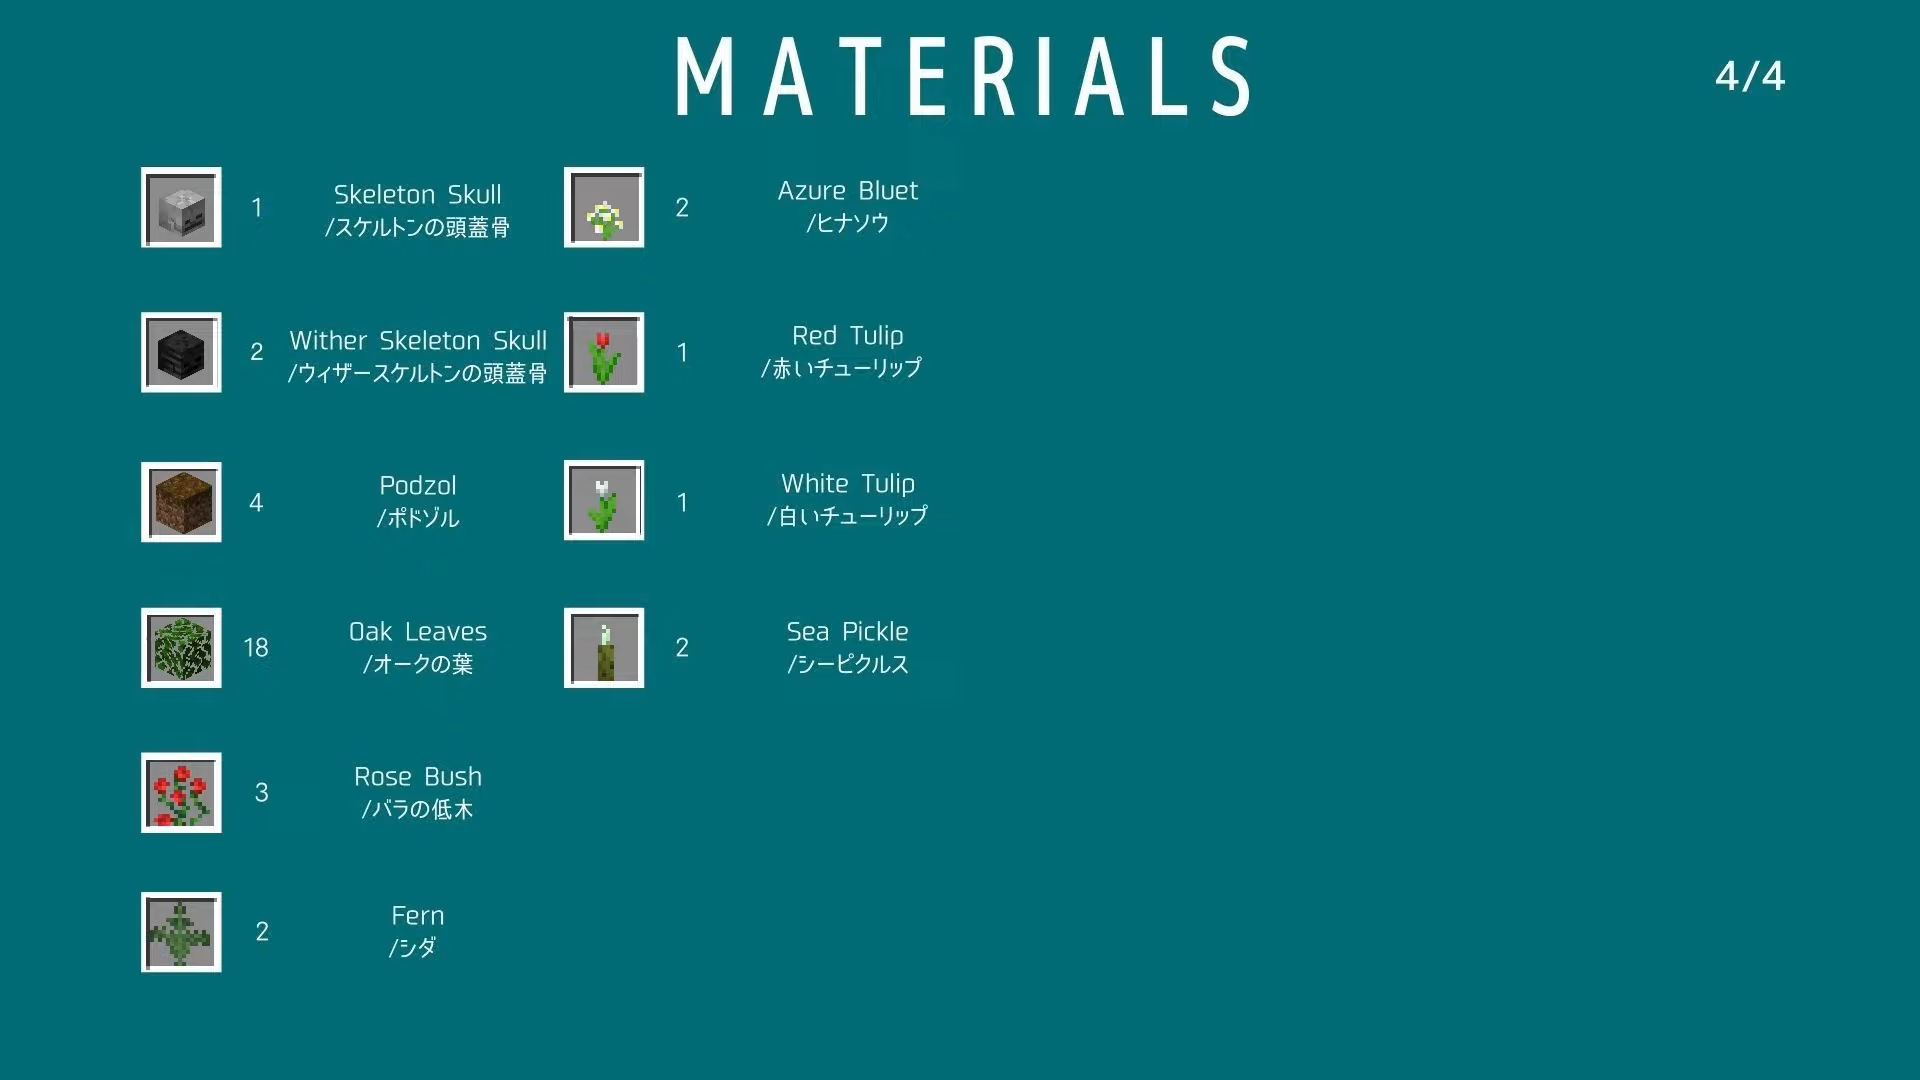 MATERIALS
4/4
1
Skeleton Skull
/スケルトンの頭蓋骨
2
Wither Skeleton Skull
/ウィザースケルトンの頭蓋骨
4
Podzol
/ポドゾル
18
Oak Leaves
/オークの葉
3
Rose Bush
/バラの低木
2
Fern
/シダ
2
Azure Bluet
/ヒナソウ
1
Red Tulip
/赤いチューリップ
1
White Tulip
/白いチューリップ
2
Sea Pickle
/シーピクルス